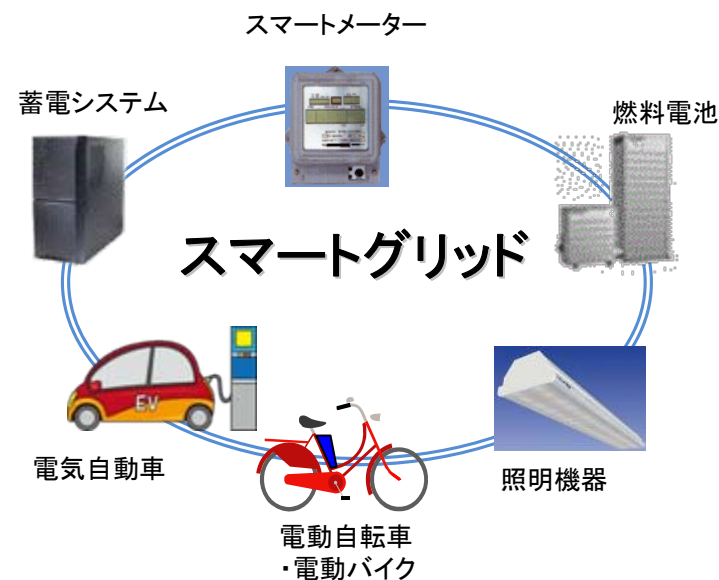 スマートメーター
蓄電システム
燃料電池
スマートグリッド
EV
電気自動車
照明機器
電動自転車
・電動バイク